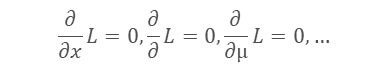 ∂/∂x L = 0, ∂/∂ L = 0, ∂/∂μ L = 0, ...